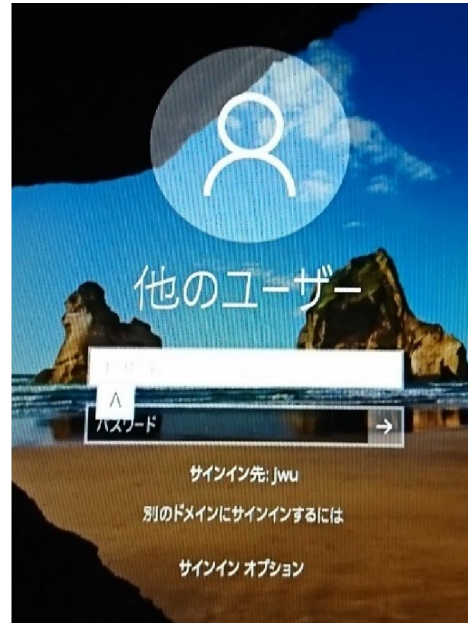 他のユーザー
A
パスワード
サインイン先: jwu
別のドメインにサインインするには
サインイン オプション